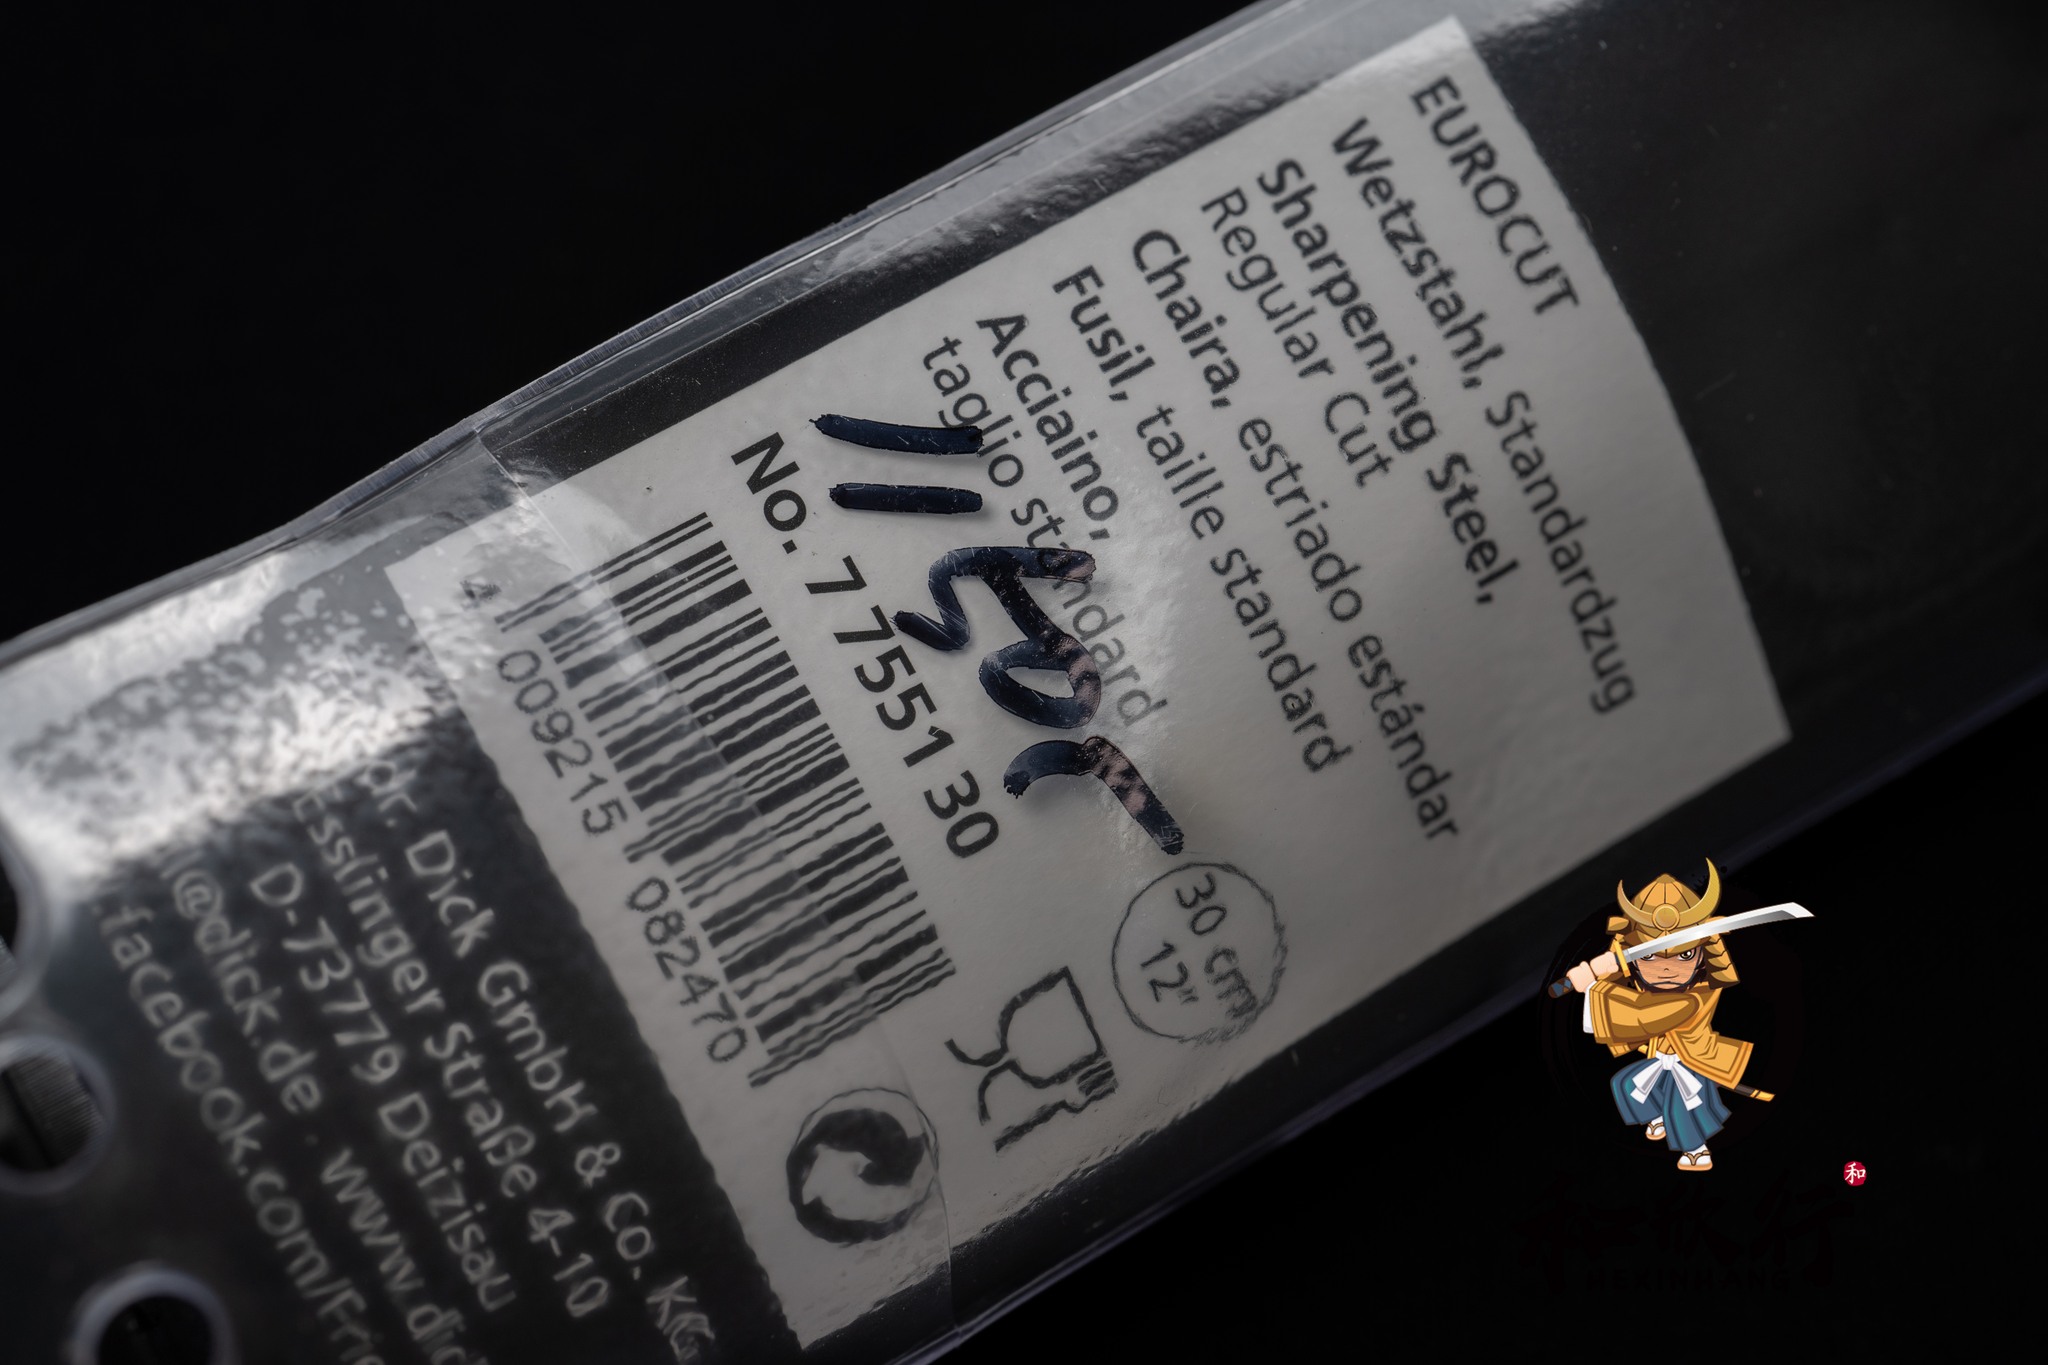 EUROCUT
Wetzstahl, Standardzug
Sharpening Steel,
Regular Cut
Chaira, estriado estándar
Fusil, taille standard
Acciaino,
taglio standard
30 cm
12"
No. 7 7551 30
4 009215 082470
Dick GmbH & Co. KG
Esslinger Straße 4-10
D-73779 Deizisau
@dick.de . www.dic
facebook.com/Frie
和